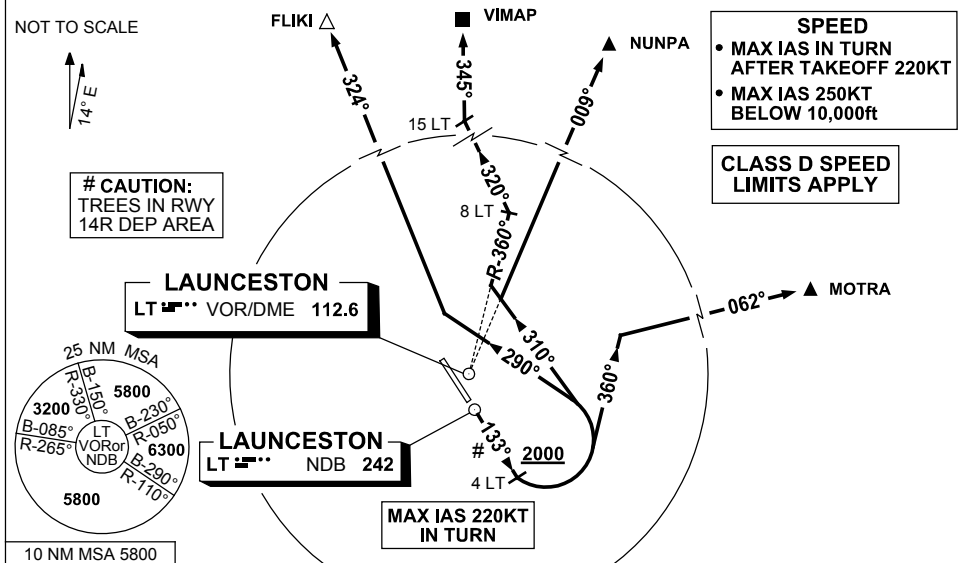 NOT TO SCALE
14° E
FLIKI
VIMAP
NUNPA
SPEED
• MAX IAS IN TURN
AFTER TAKEOFF 220KT
• MAX IAS 250KT
BELOW 10,000ft
CLASS D SPEED
LIMITS APPLY
324°
345°
009°
15 LT
320°
8 LT
R-360°
# CAUTION:
TREES IN RWY
14R DEP AREA
LAUNCESTON
LT VOR/DME 112.6
MOTRA
062°
310°
290°
360°
25 NM MSA
B-150°
R-330°
5800
3200
B-230°
R-050°
B-085°
R-265°
LT
VORor
NDB
6300
B-290°
R-110°
5800
10 NM MSA 5800
LAUNCESTON
LT NDB 242
133°
#
2000
4 LT
MAX IAS 220KT
IN TURN